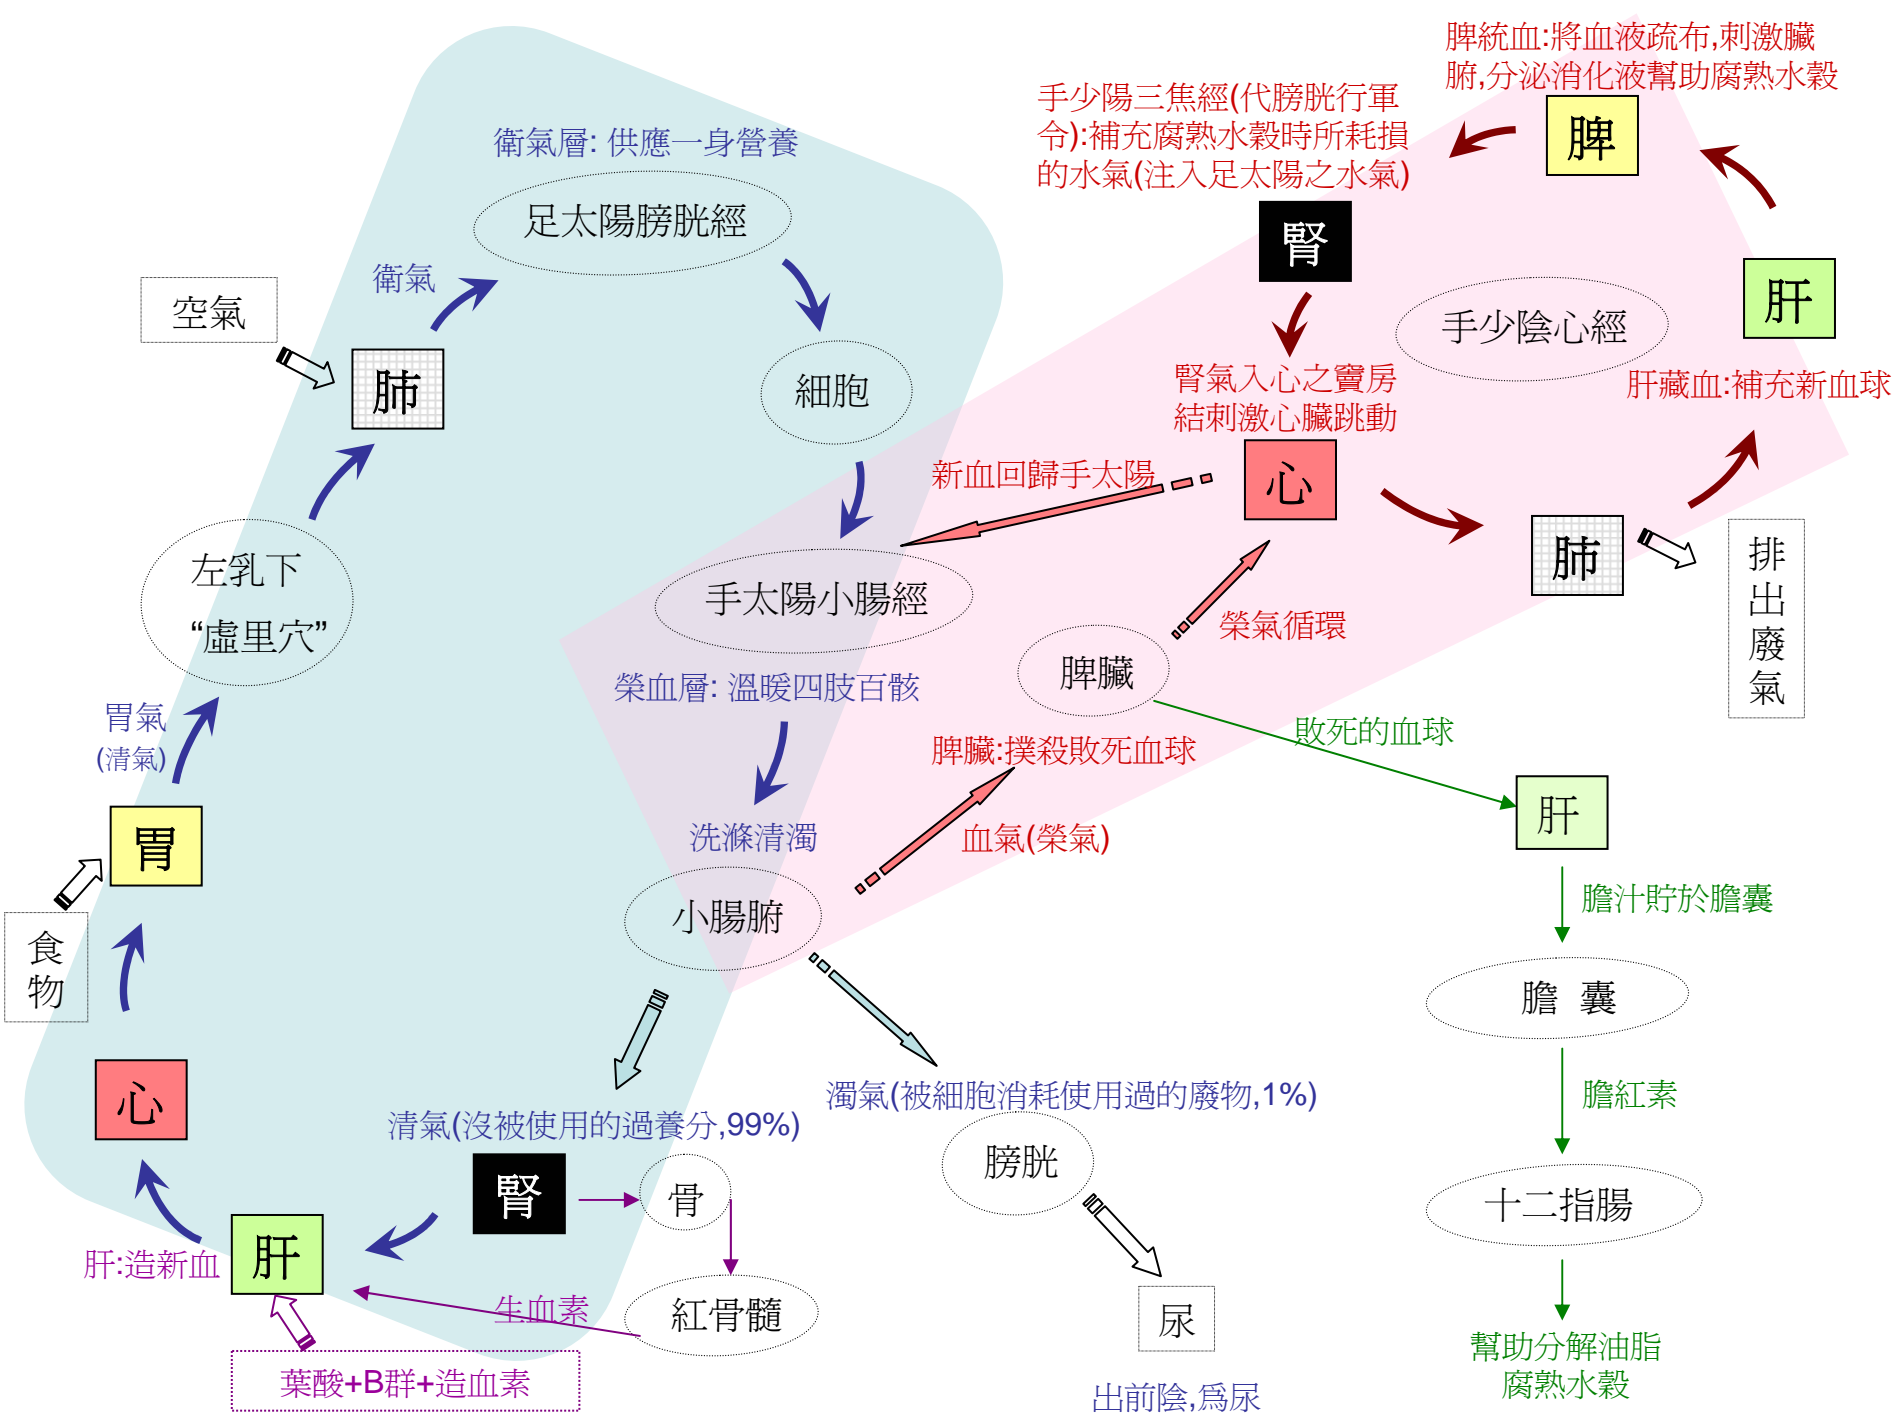 脾統血:將血液疏布,刺激臟
腑,分泌消化液幫助腐熟水穀
手少陽三焦經(代膀胱行軍
令):補充腐熟水穀時所耗損
的水氣(注入足太陽之水氣)
脾
衛氣層: 供應一身營養
足太陽膀胱經
腎
衛氣
空氣
手少陰心經
肝
肺
細胞
腎氣入心之竇房
結刺激心臟跳動
肝藏血:補充新血球
新血回歸手太陽
心
肺
排
出
廢
氣
左乳下
“虛里穴”
手太陽小腸經
榮氣循環
脾臟
榮血層: 溫暖四肢百骸
胃氣
(清氣)
敗死的血球
脾臟:撲殺敗死血球
胃
洗滌清濁
血氣(榮氣)
肝
小腸腑
膽汁貯於膽囊
食
物
膽 囊
心
清氣(沒被使用的過養分,99%)
濁氣(被細胞消耗使用過的廢物,1%)
膽紅素
腎
骨
膀胱
十二指腸
肝:造新血
肝
生血素
紅骨髓
尿
幫助分解油脂
腐熟水穀
葉酸+B群+造血素
出前陰,為尿